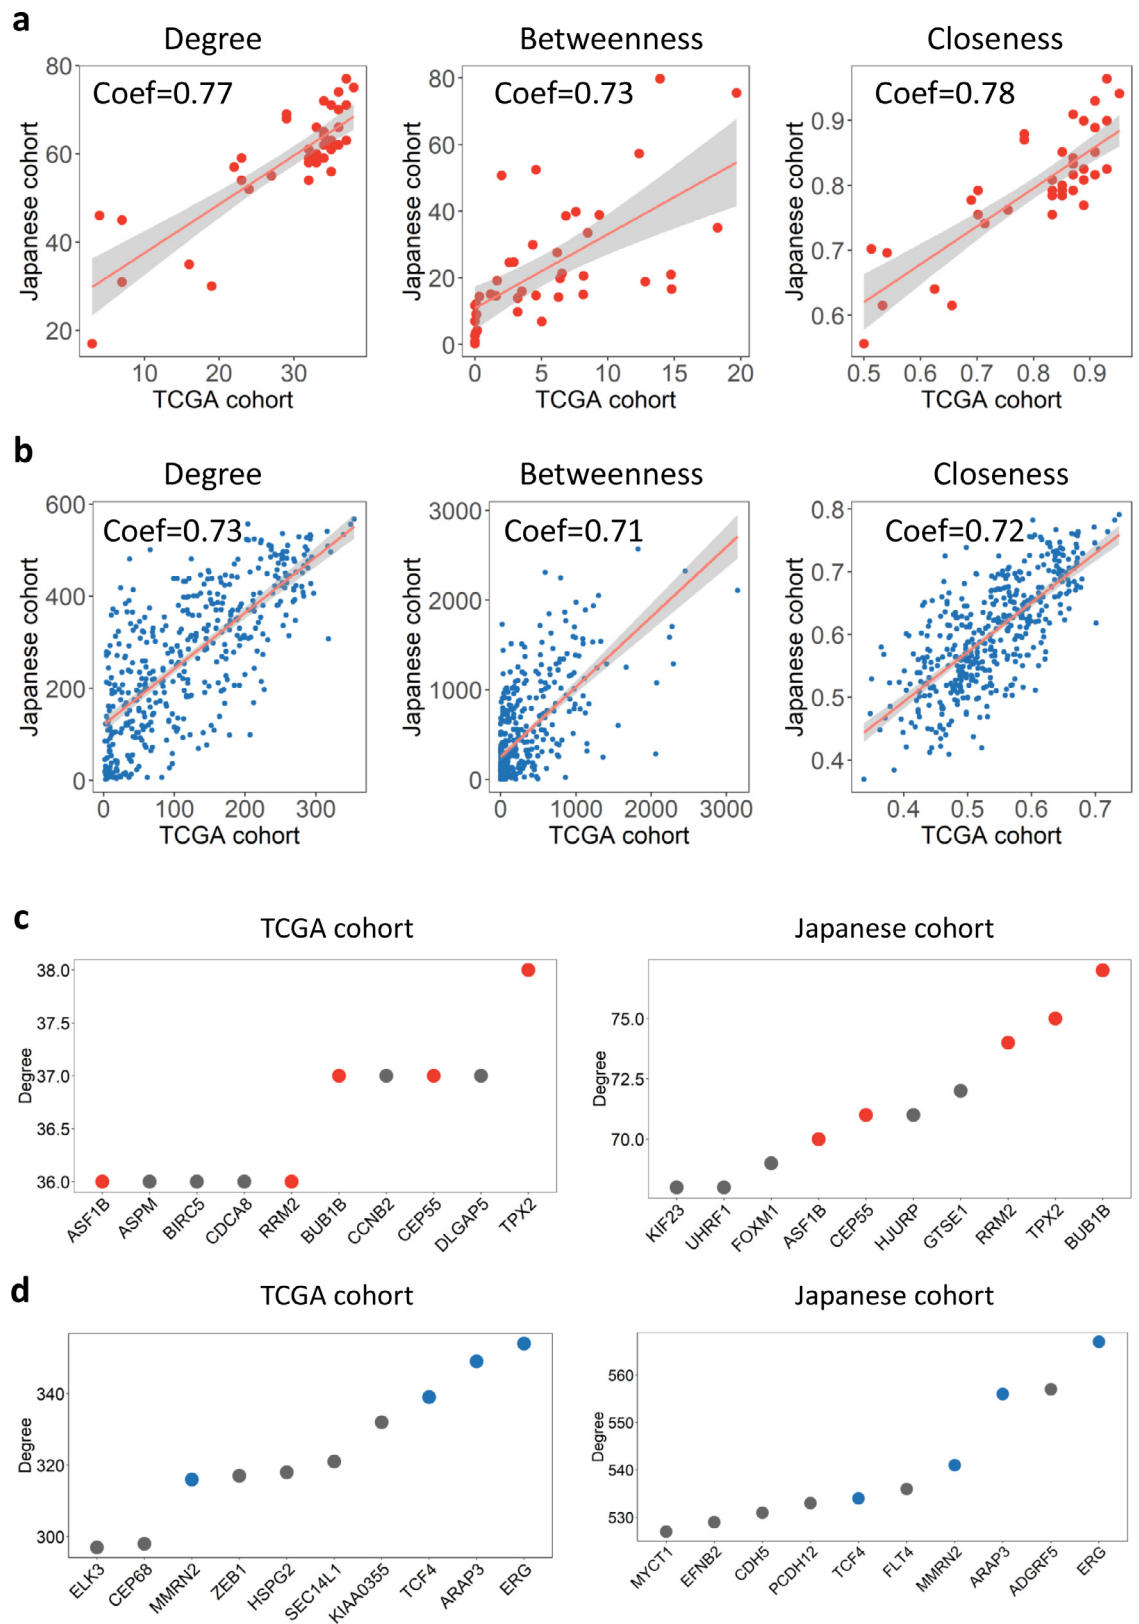 a
Degree
Betweenness
Closeness
Coef=0.77
Coef=0.73
Coef=0.78
Japanese cohort
80
60
40
20
10
20
30
TCGA cohort
Japanese cohort
80
60
40
20
0
0
5
10
15
20
TCGA cohort
Japanese cohort
0.9
0.8
0.7
0.6
0.5
0.6
0.7
0.8
0.9
TCGA cohort
b
Degree
Betweenness
Closeness
Coef=0.73
Coef=0.71
Coef=0.72
Japanese cohort
600
400
200
0
0
100
200
300
TCGA cohort
Japanese cohort
3000
2000
1000
0
0
1000
2000
3000
TCGA cohort
Japanese cohort
0.8
0.7
0.6
0.5
0.4
0.4
0.5
0.6
0.7
TCGA cohort
c
TCGA cohort
Degree
38.0
37.5
37.0
36.5
36.0
ASF1B
ASPM
BIRC5
CDCA8
RRM2
BUB1B
CCNB2
CEP55
DLGAP5
TPX2
Japanese cohort
Degree
75.0
72.5
70.0
KIF23
UHRF1
FOXM1
ASF1B
CEP55
HJURP
GTSE1
RRM2
TPX2
BUB1B
d
TCGA cohort
Degree
340
320
300
ELK3
CEP68
MMRN2
ZEB1
HSPG2
SEC14L1
KIAA0355
TCF4
ARAP3
ERG
Japanese cohort
Degree
560
550
540
530
MYCT1
EFNB2
CDH5
PCDH12
TCF4
FLT4
MMRN2
ARAP3
ADGRF5
ERG